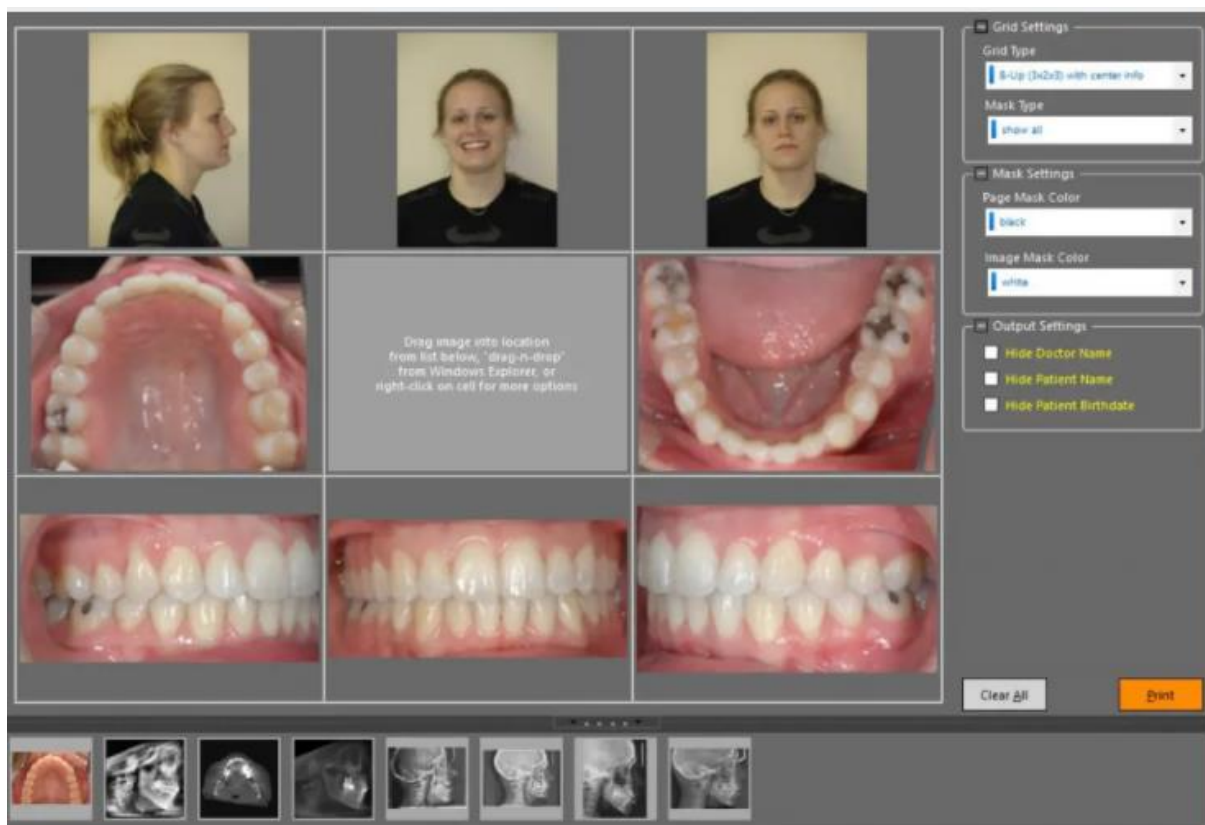 Drag image into location
from list below, "drag-n-drop"
from Windows Explorer, or
right-click on cell for more options
Grid Settings
Grid Type
8-Up (3x2x3) with center info
Mask Type
show all
Mask Settings
Page Mask Color
black
Image Mask Color
white
Output Settings
Hide Doctor Name
Hide Patient Name
Hide Patient Birthdate
Clear All
Print